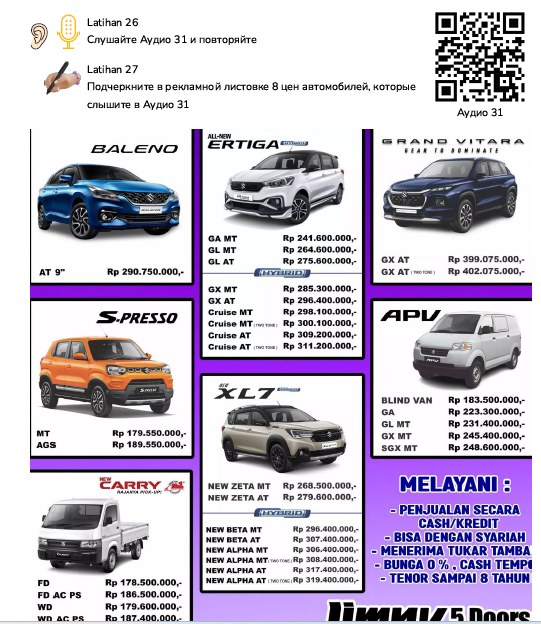 Latihan 26
Слушайте Аудио 31 и повторяйте
Latihan 27
Подчеркните в рекламной листовке 8 цен автомобилей, которые
слышите в Аудио 31
Аудио 31
BALENO
BALENO
AT 9"
Rp 290.750.000,-
ALL-NEW
ERTIGA
GA MT Rp 241.600.000,-
GL MT Rp 264.600.000,-
GL AT Rp 275.600.000,-
HYBRID
GX MT Rp 285.300.000,-
GX AT Rp 296.400.000,-
Cruise MT Rp 298.100.000,-
Cruise MT (TWO TONE) Rp 300.100.000,-
Cruise AT Rp 309.200.000,-
Cruise AT (TWO TONE) Rp 311.200.000,-
GRAND VITARA
GEAR TO DOMINATE
GX AT Rp 399.075.000,-
GX AT (TWO TONE) Rp 402.075.000,-
S-PRESSO
MT Rp 179.550.000,-
AGS Rp 189.550.000,-
NEW
XL7
NEW ZETA MT Rp 268.500.000,-
NEW ZETA AT Rp 279.600.000,-
HYBRID
NEW BETA MT Rp 296.400.000,-
NEW BETA AT Rp 307.400.000,-
NEW ALPHA MT Rp 306.400.000,-
NEW ALPHA MT (TWO TONE) Rp 308.400.000,-
NEW ALPHA AT Rp 317.400.000,-
NEW ALPHA AT (TWO TONE) Rp 319.400.000,-
APV
BLIND VAN Rp 183.500.000,-
GA Rp 223.300.000,-
GL MT Rp 231.400.000,-
GX MT Rp 245.400.000,-
SGX MT Rp 248.600.000,-
NEW
CARRY
RAJANYA PICK-UP!
FD Rp 178.500.000,-
FD AC PS Rp 186.500.000,-
WD Rp 179.600.000,-
WD AC PS Rp 187.400.000,-
MELAYANI :
- PENJUALAN SECARA
CASH/KREDIT
- BISA DENGAN SYARIAH
- MENERIMA TUKAR TAMBA
- BUNGA 0 % , CASH TEMPO
- TENOR SAMPAI 8 TAHUN
Jimny 5 Doors